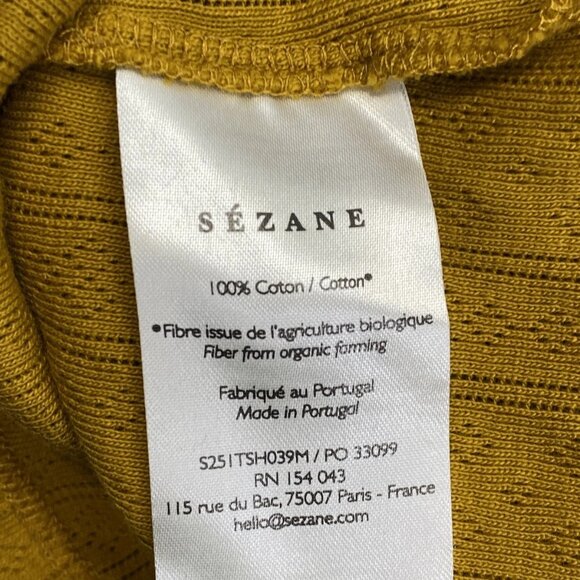 SÉZANE
100% Coton / Cotton*
*Fibre issue de l'agriculture biologique
Fiber from organic farming
Fabriqué au Portugal
Made in Portugal
S251TSH039M / PO 33099
RN 154 043
115 rue du Bac, 75007 Paris - France
hello@sezane.com